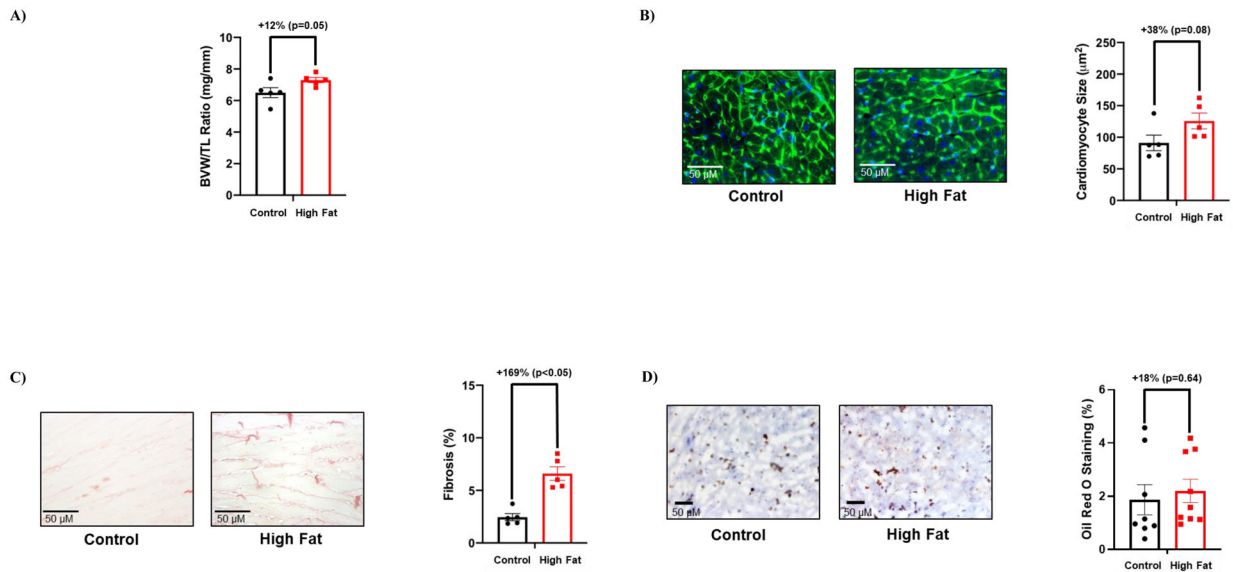 A)
+12% (p=0.05)
BVW/TL Ratio (mg/mm)
10
8
6
4
2
0
Control
High Fat
B)
50 µM
Control
50 µM
High Fat
+38% (p=0.08)
Cardiomyocyte Size (µm²)
250
200
150
100
50
0
Control
High Fat
C)
50 µM
Control
50 µM
High Fat
+169% (p<0.05)
Fibrosis (%)
15
10
5
0
Control
High Fat
D)
50 µM
Control
50 µM
High Fat
+18% (p=0.64)
Oil Red O Staining (%)
6
4
2
0
Control
High Fat